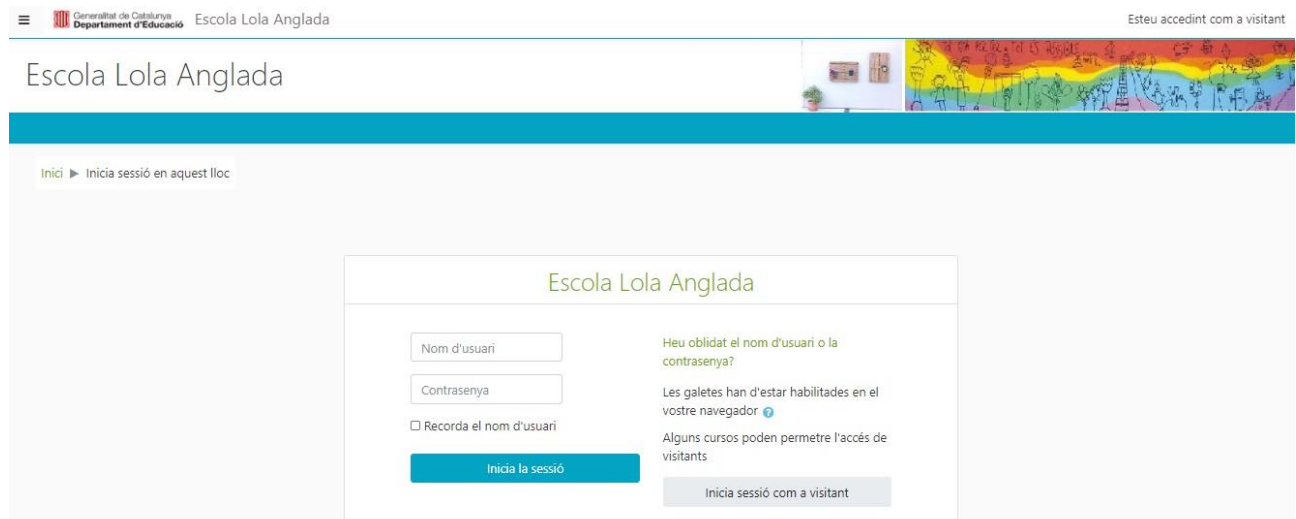 Generalitat de Catalunya
Departament d'Educació
Escola Lola Anglada
Esteu accedint com a visitant
Escola Lola Anglada
Inici ▶ Inicia sessió en aquest lloc
Escola Lola Anglada
Nom d'usuari
Contrasenya
Recorda el nom d'usuari
Inicia la sessió
Heu oblidat el nom d'usuari o la
contrasenya?
Les galetes han d'estar habilitades en el
vostre navegador
Alguns cursos poden permetre l'accés de
visitants
Inicia sessió com a visitant